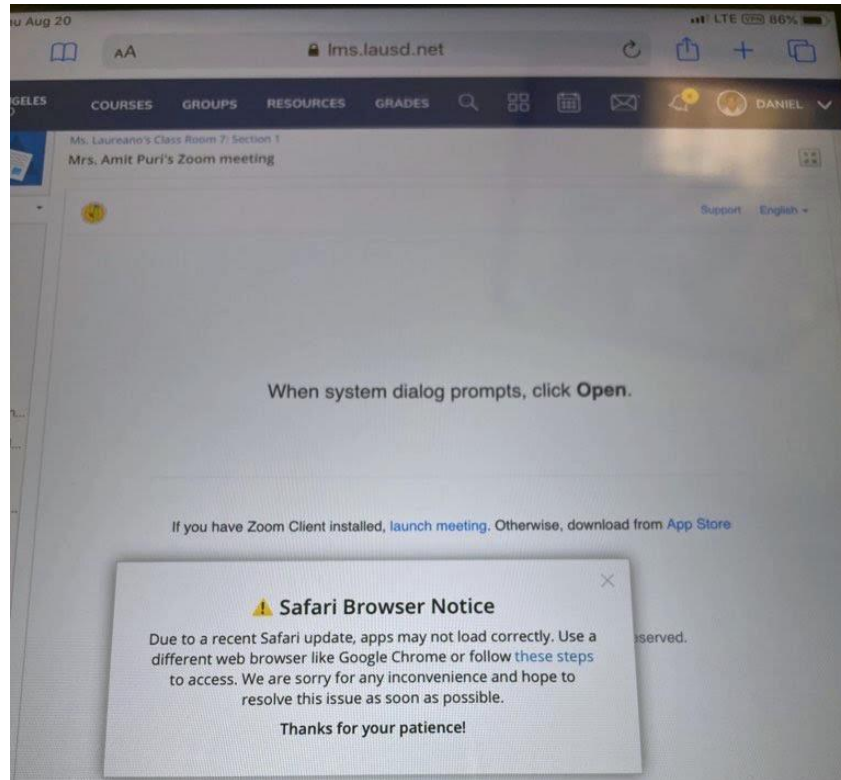 Aug 20
LTE VPN 86%
AA
lms.lausd.net
GELES
COURSES GROUPS RESOURCES GRADES DANIEL
Ms. Laureano's Class Room 7: Section 1
Mrs. Amit Puri's Zoom meeting
Support English
When system dialog prompts, click Open.
If you have Zoom Client installed, launch meeting. Otherwise, download from App Store
Safari Browser Notice
Due to a recent Safari update, apps may not load correctly. Use a
different web browser like Google Chrome or follow these steps
to access. We are sorry for any inconvenience and hope to
resolve this issue as soon as possible.
Thanks for your patience!
served.